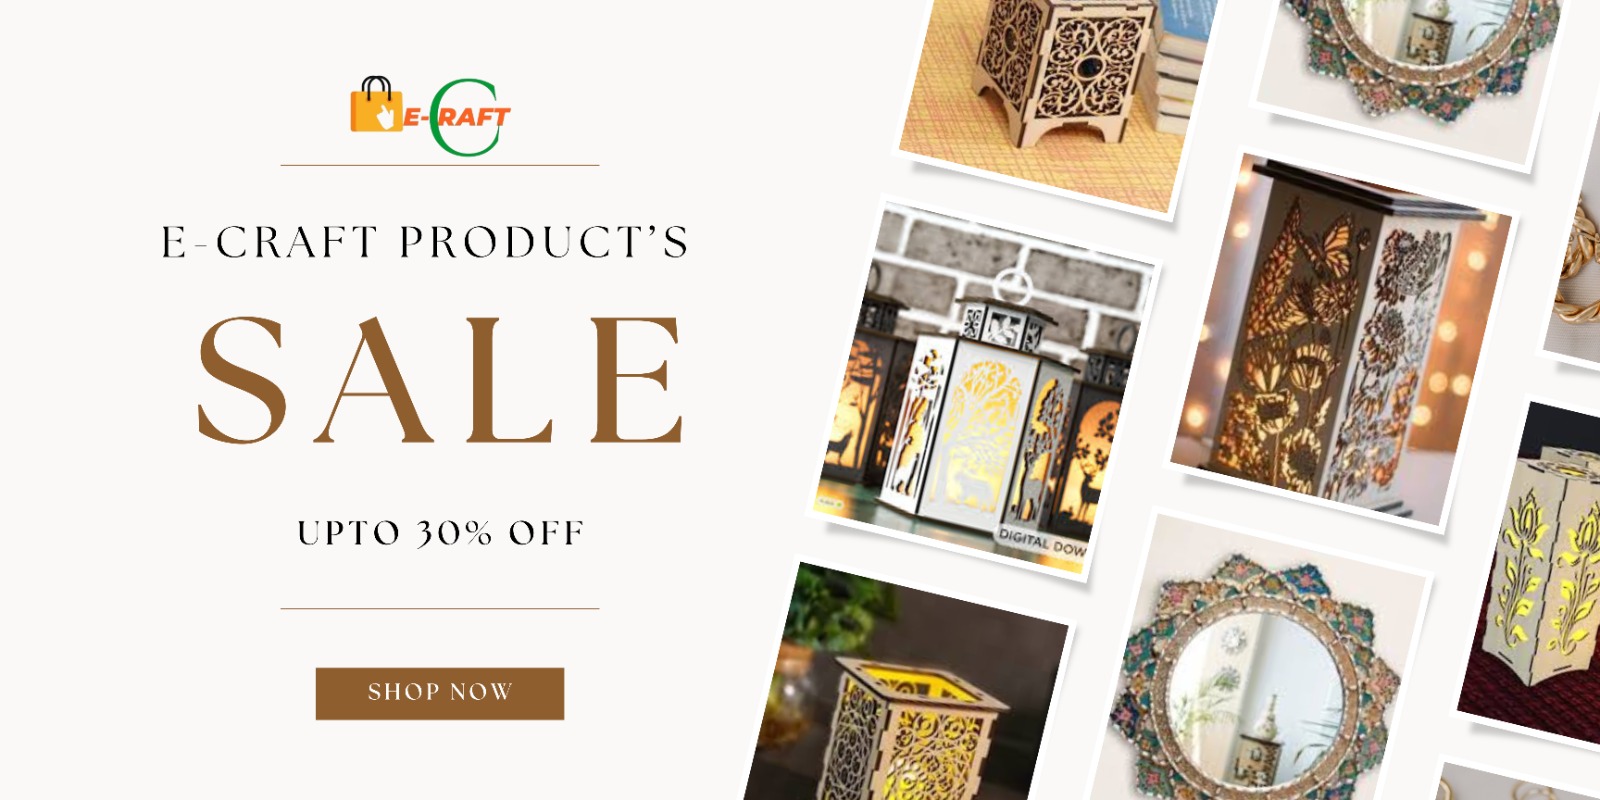 E-CRAFT
E-CRAFT PRODUCT'S
SALE
UPTO 30% OFF
SHOP NOW
DIGITAL DOW